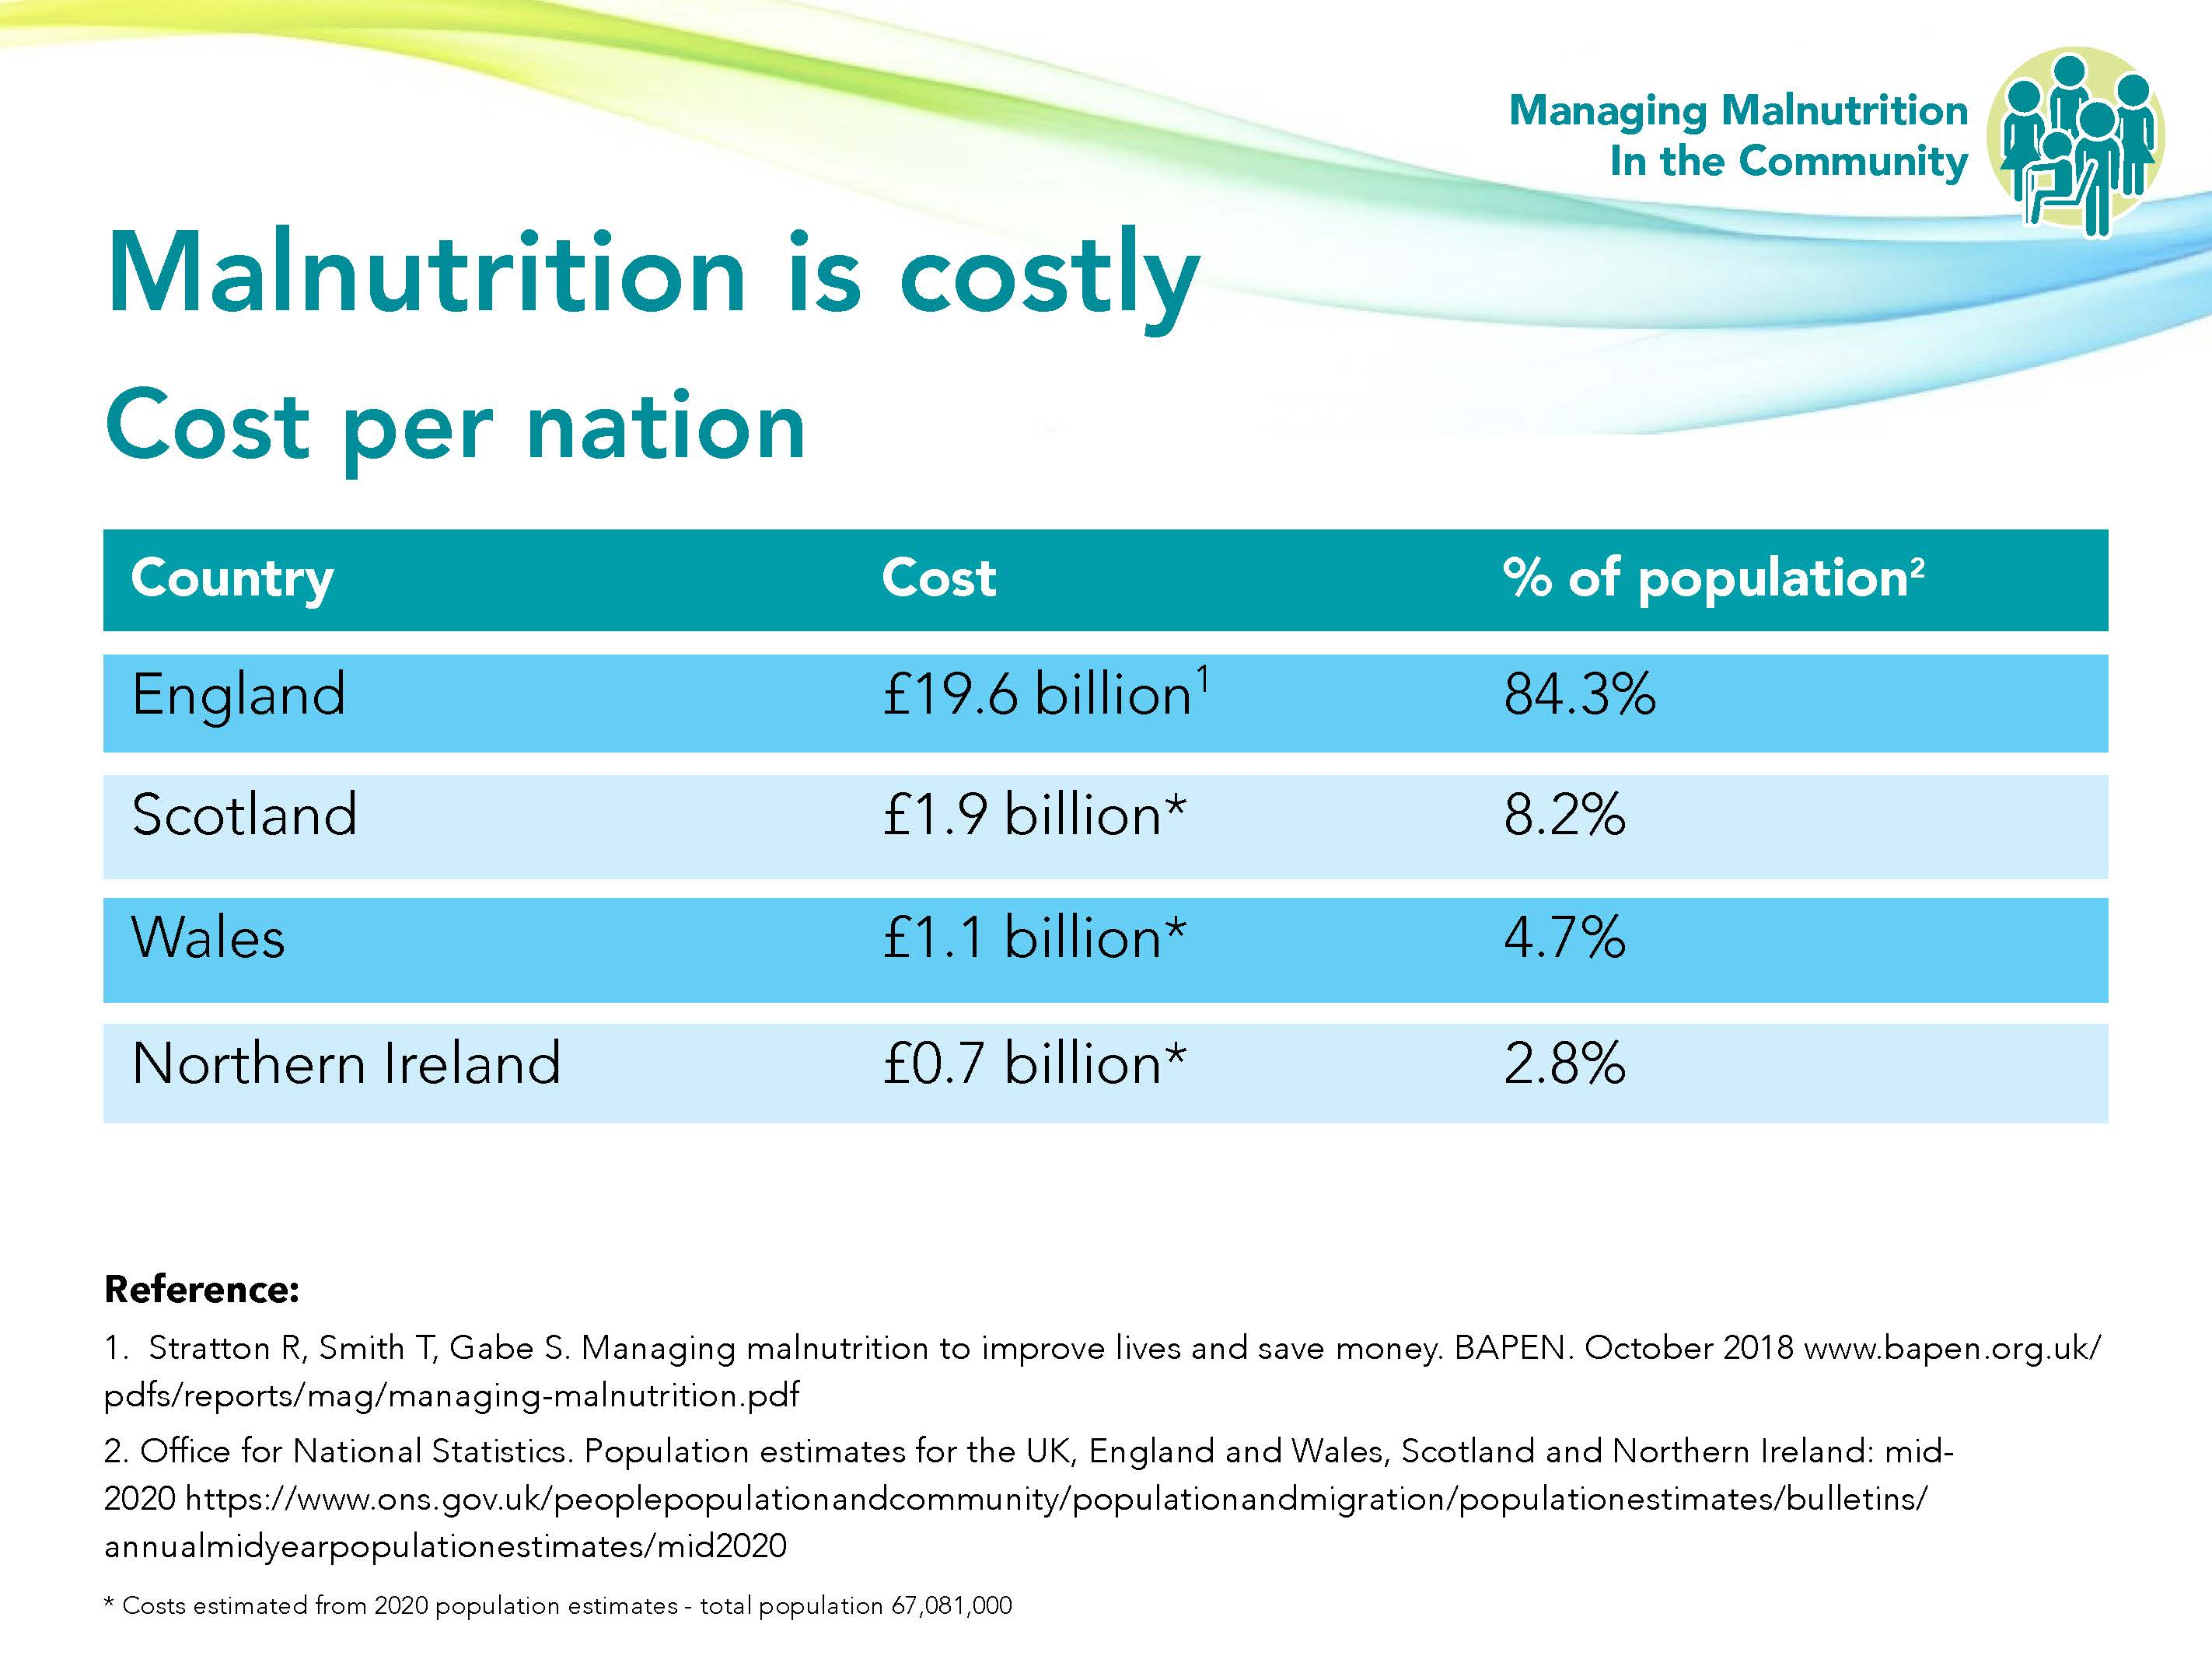 Managing Malnutrition
In the Community
Malnutrition is costly
Cost per nation
Country Cost % of population²
England £19.6 billion¹ 84.3%
Scotland £1.9 billion* 8.2%
Wales £1.1 billion* 4.7%
Northern Ireland £0.7 billion* 2.8%
Reference:
1. Stratton R, Smith T, Gabe S. Managing malnutrition to improve lives and save money. BAPEN. October 2018 www.bapen.org.uk/
pdfs/reports/mag/managing-malnutrition.pdf
2. Office for National Statistics. Population estimates for the UK, England and Wales, Scotland and Northern Ireland: mid-
2020 https://www.ons.gov.uk/peoplepopulationandcommunity/populationandmigration/populationestimates/bulletins/
annualmidyearpopulationestimates/mid2020
* Costs estimated from 2020 population estimates - total population 67,081,000